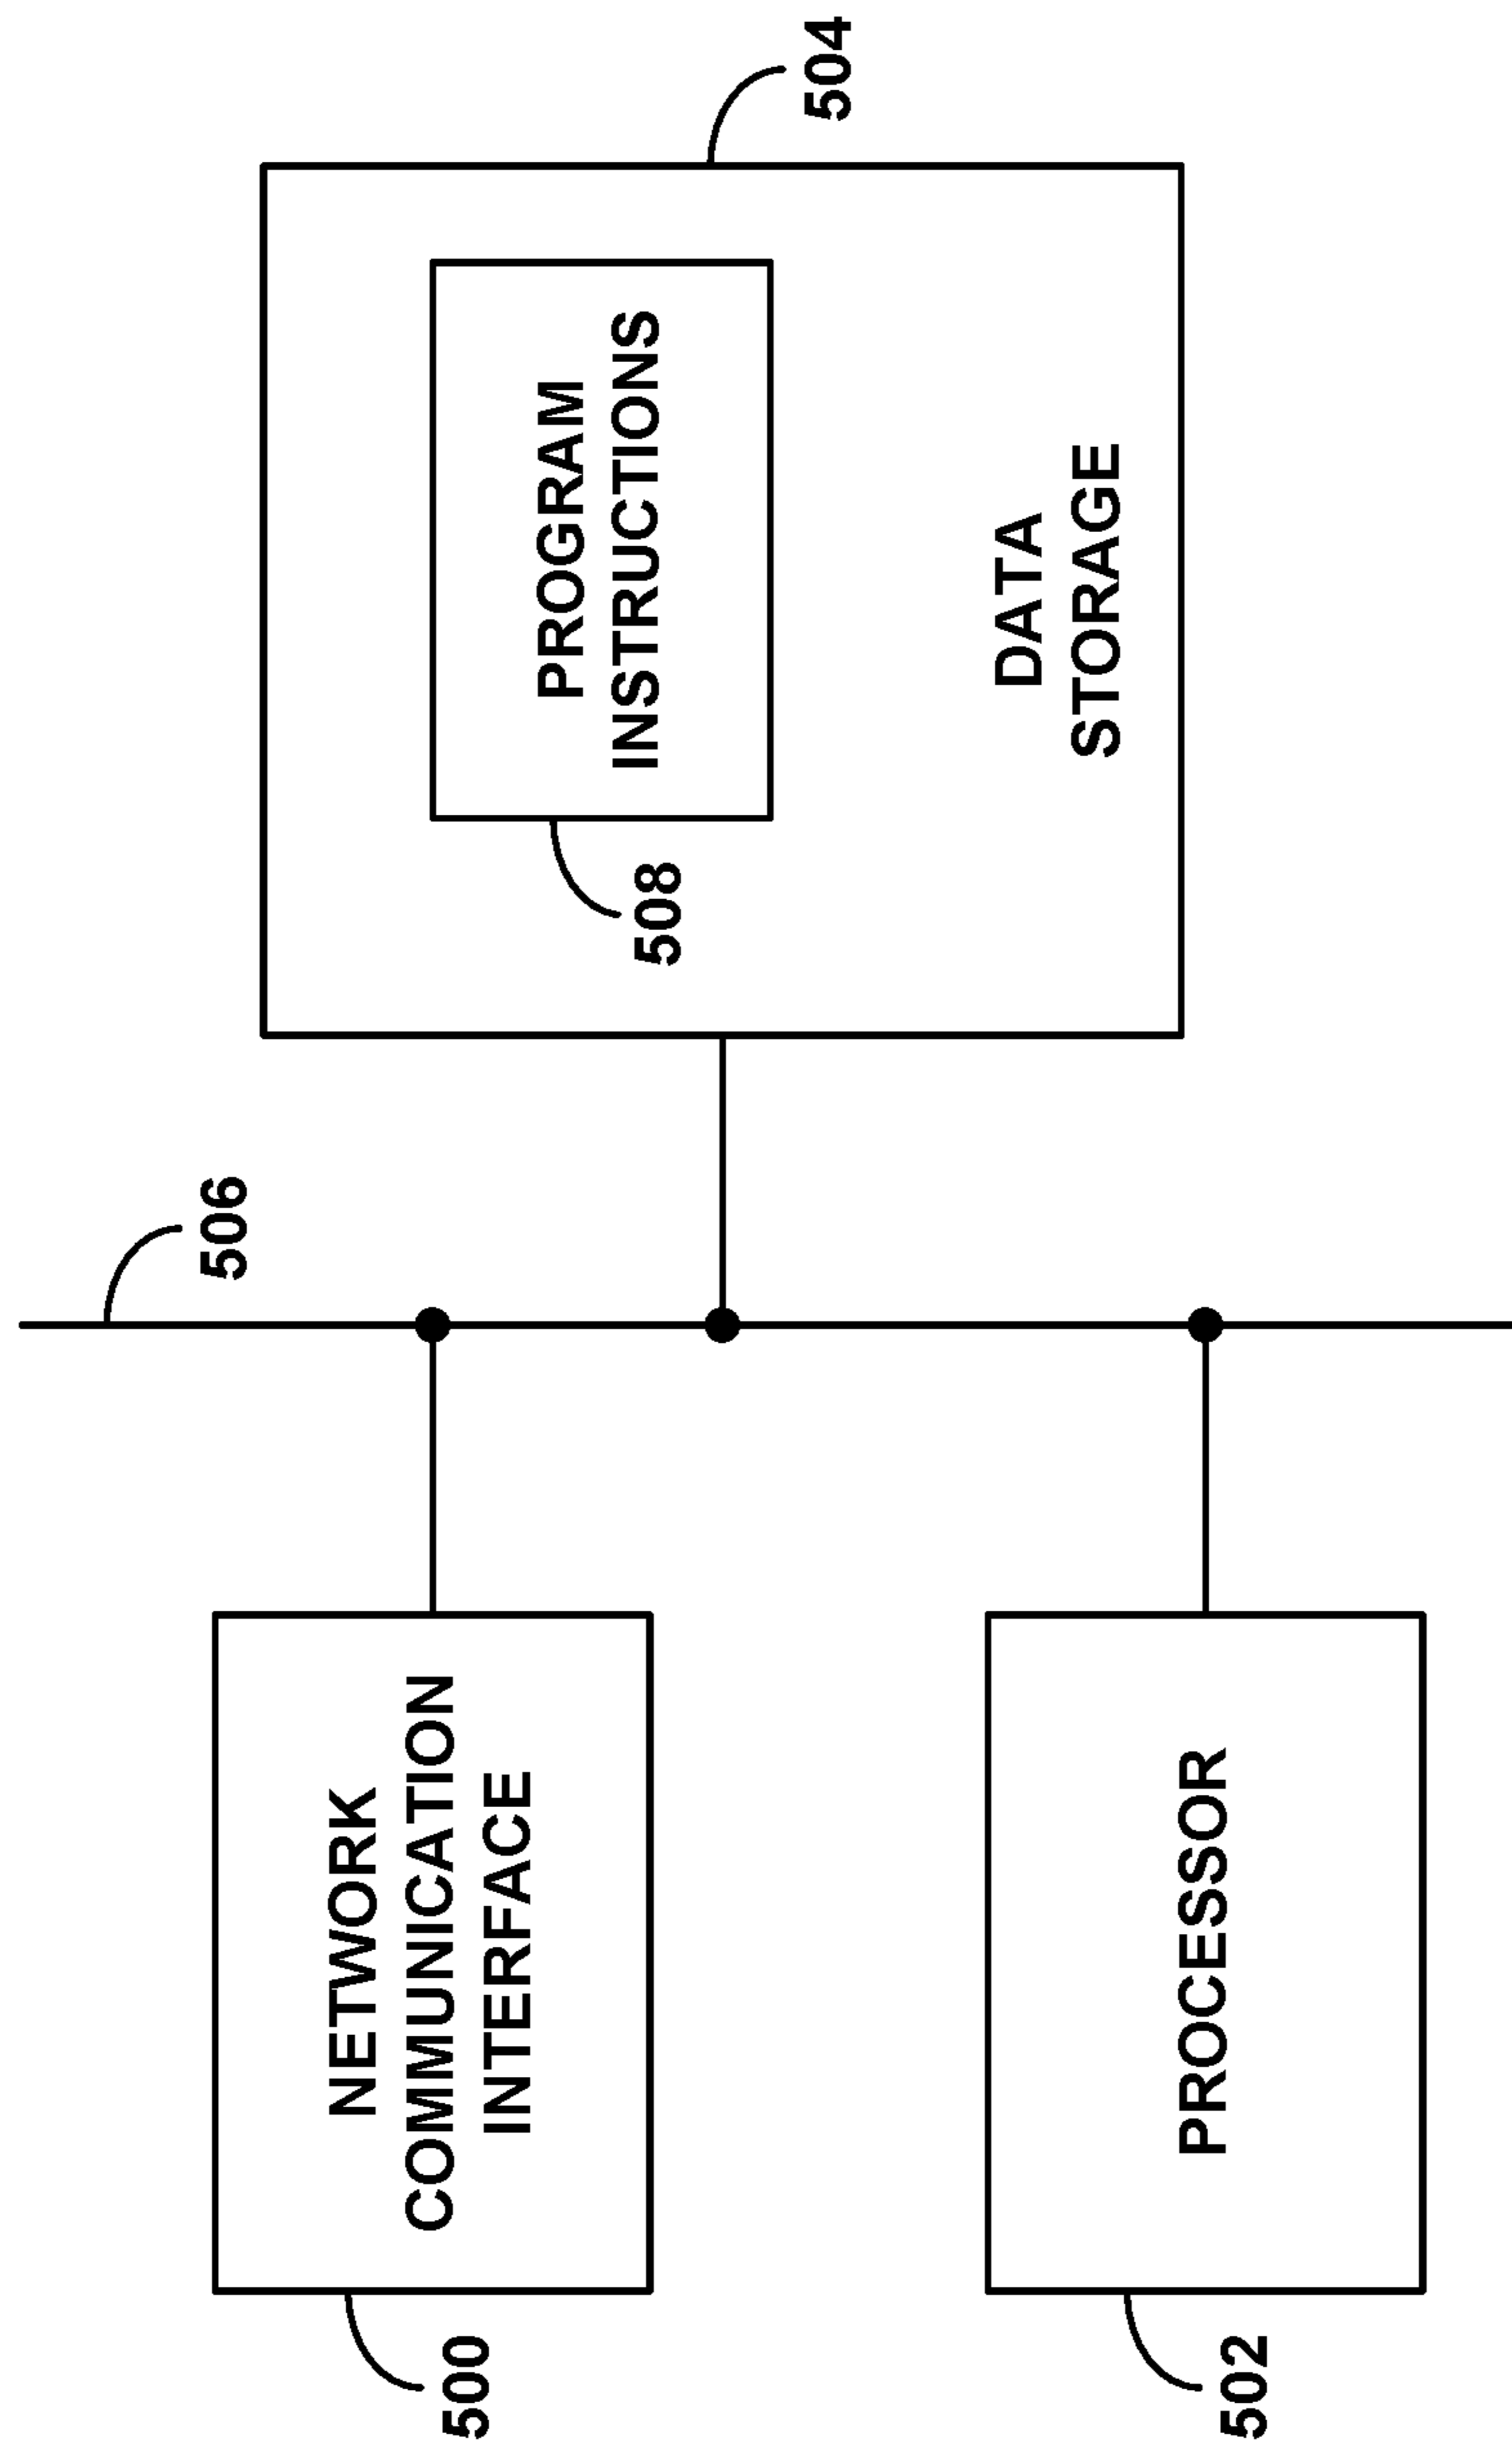 500
NETWORK
COMMUNICATION
INTERFACE
506
508
PROGRAM
INSTRUCTIONS
504
DATA
STORAGE
502
PROCESSOR